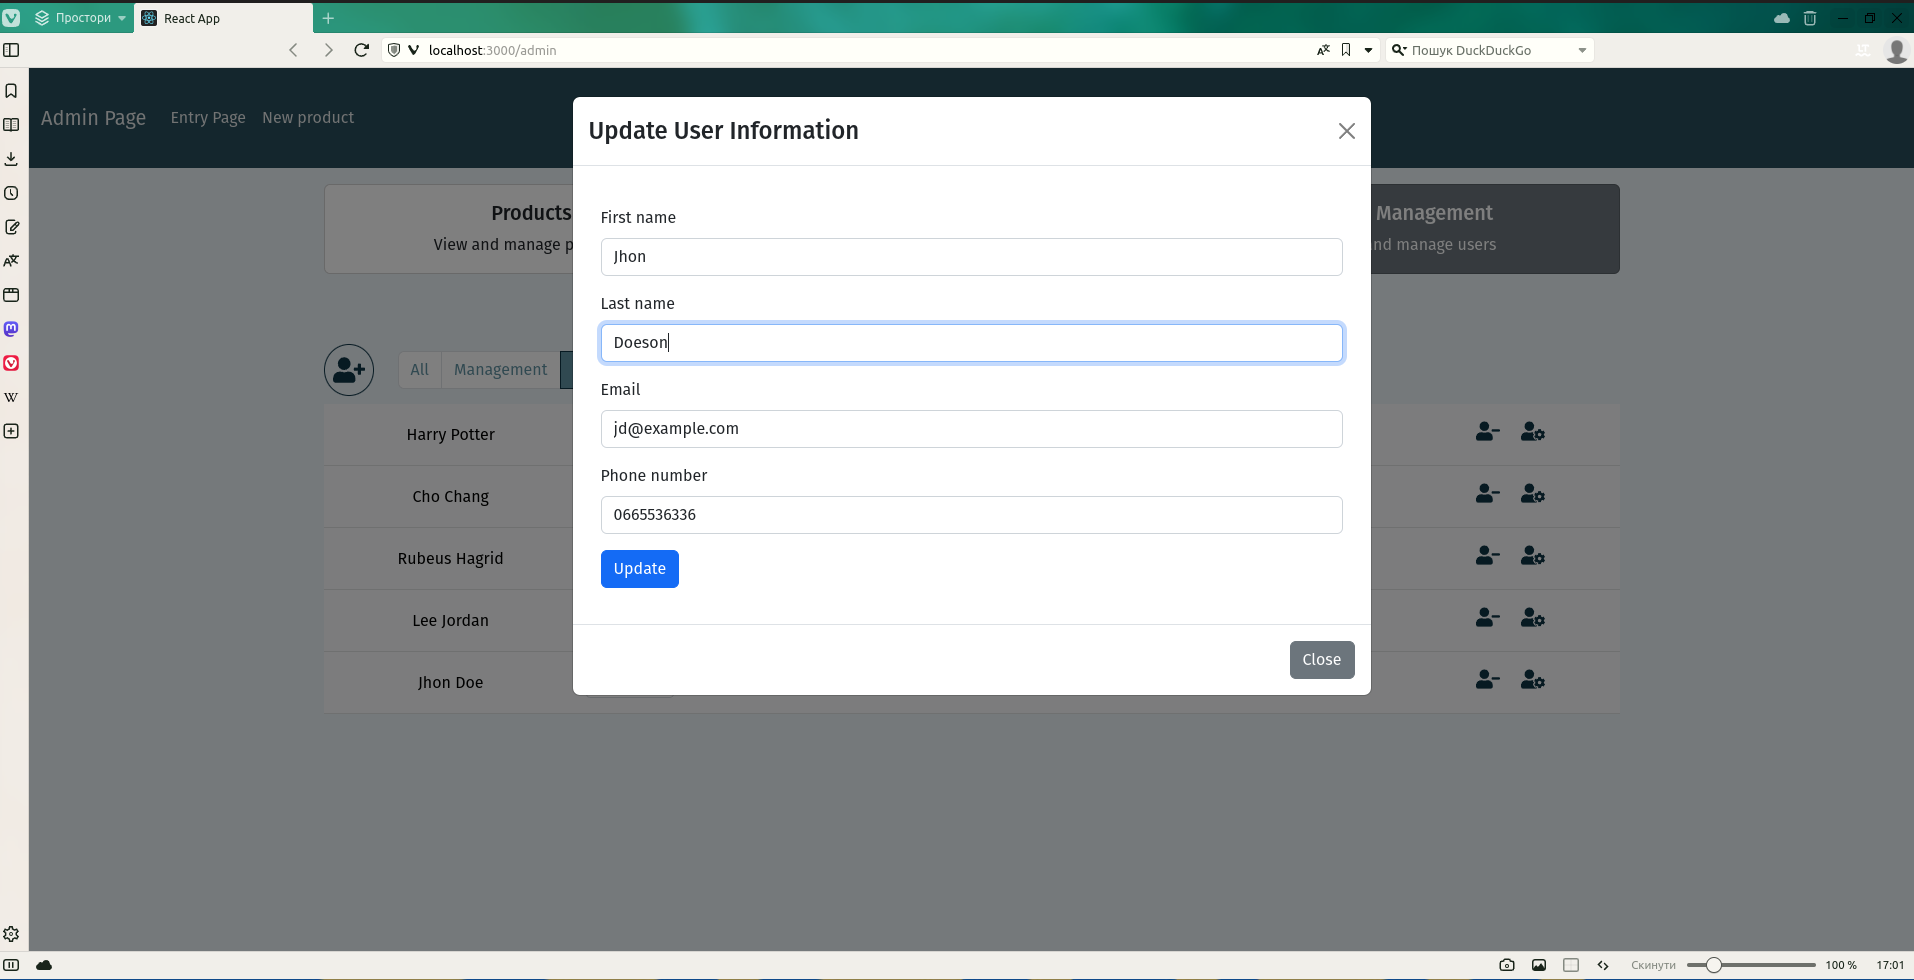 Простори
React App
localhost:3000/admin
Пошук DuckDuckGo
Admin Page
Entry Page
New product
Products
View and manage p
Management
nd manage users
Update User Information
First name
Jhon
Last name
Doeson
Email
jd@example.com
Phone number
0665536336
Update
Close
All
Management
Harry Potter
Cho Chang
Rubeus Hagrid
Lee Jordan
Jhon Doe
W
Скинути
100 %
17:01